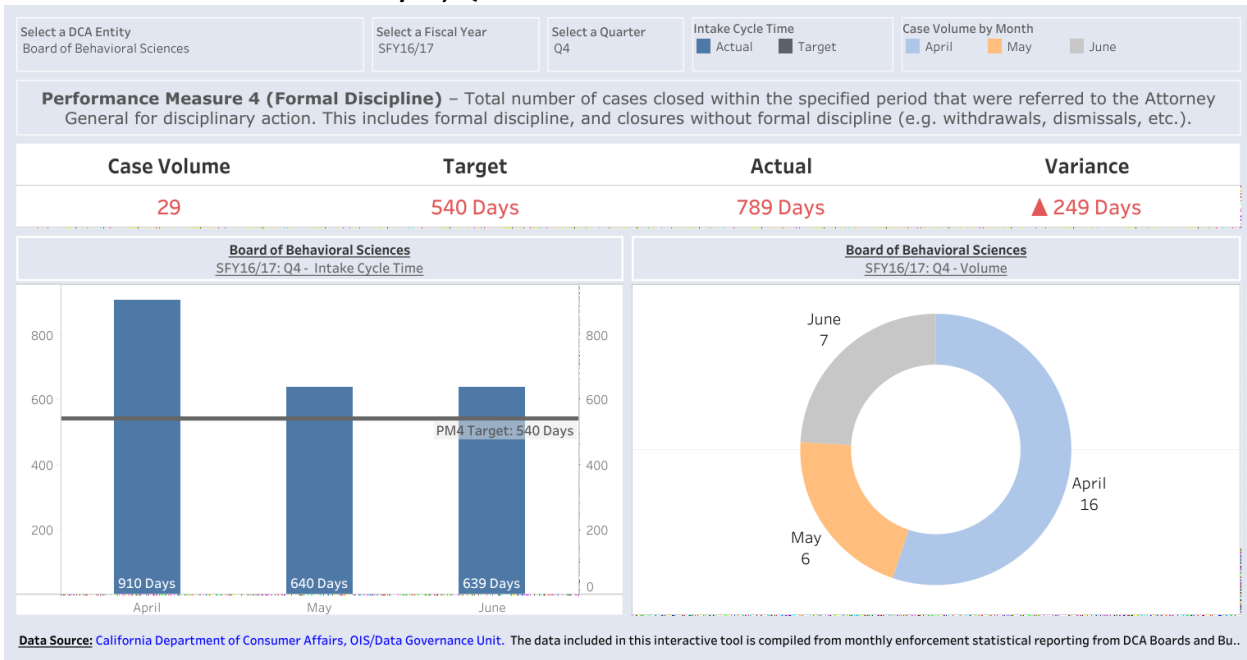 Select a DCA Entity
Board of Behavioral Sciences
Select a Fiscal Year
SFY16/17
Select a Quarter
Q4
Intake Cycle Time
Actual Target
Case Volume by Month
April May June
Performance Measure 4 (Formal Discipline) – Total number of cases closed within the specified period that were referred to the Attorney
General for disciplinary action. This includes formal discipline, and closures without formal discipline (e.g. withdrawals, dismissals, etc.).
Case Volume Target Actual Variance
29 540 Days 789 Days ▲ 249 Days
Board of Behavioral Sciences
SFY16/17: Q4 - Intake Cycle Time
800 800
600 600
PM4 Target: 540 Days
400 400
200 200
910 Days 640 Days 639 Days 0
April May June
Board of Behavioral Sciences
SFY16/17: Q4 - Volume
June
7
April
16
May
6
Data Source: California Department of Consumer Affairs, OIS/Data Governance Unit. The data included in this interactive tool is compiled from monthly enforcement statistical reporting from DCA Boards and Bu..